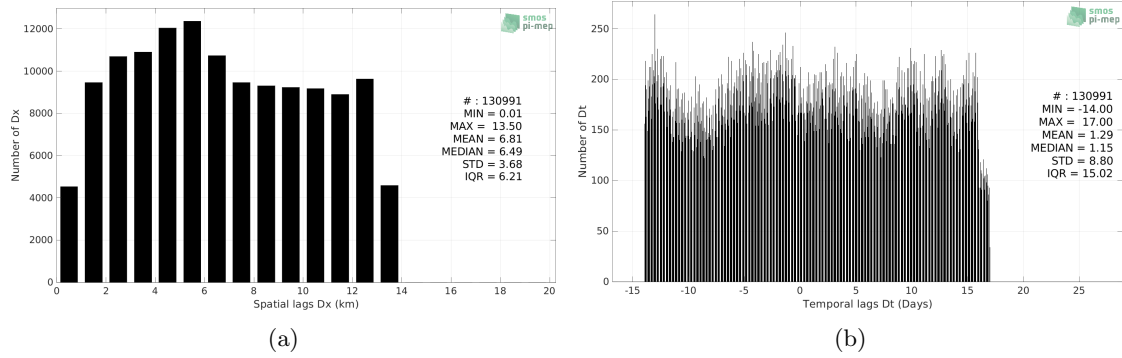 smos
pi-mep
12000
10000
8000
6000
4000
2000
0
Number of Dx
# : 130991
MIN = 0.01
MAX = 13.50
MEAN = 6.81
MEDIAN = 6.49
STD = 3.68
IQR = 6.21
0 2 4 6 8 10 12 14 16 18 20
Spatial lags Dx (km)
(a)
smos
pi-mep
250
200
150
100
50
0
Number of Dt
# : 130991
MIN = -14.00
MAX = 17.00
MEAN = 1.29
MEDIAN = 1.15
STD = 8.80
IQR = 15.02
-15 -10 -5 0 5 10 15 20 25
Temporal lags Dt (Days)
(b)